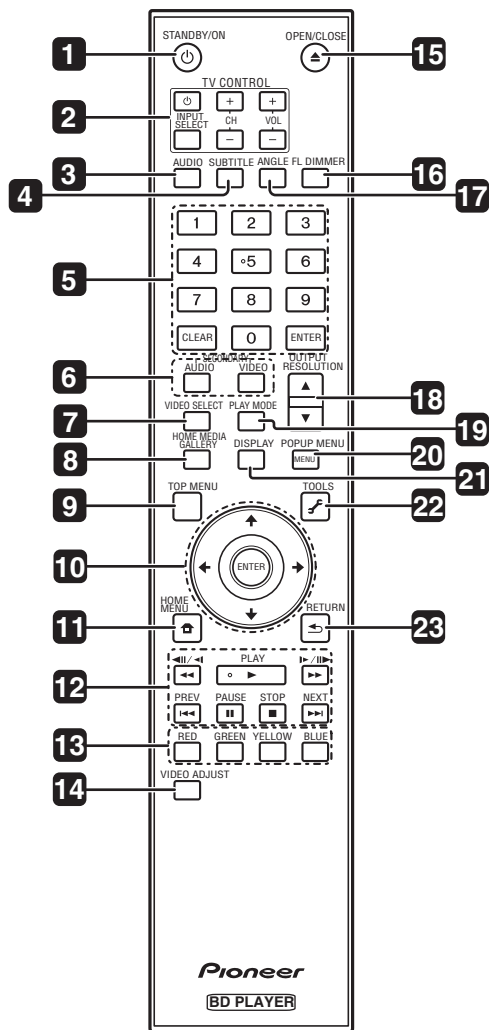 STANDBY/ON OPEN/CLOSE
1 15
TV CONTROL
2 INPUT SELECT + CH – + VOL –
3 AUDIO SUBTITLE ANGLE FL DIMMER 16
4 17
1 2 3
5 4 5 6
7 8 9
CLEAR 0 ENTER
SECONDARY OUTPUT
6 AUDIO VIDEO RESOLUTION
18
7 VIDEO SELECT PLAY MODE 19
8 HOME MEDIA GALLERY DISPLAY POPUP MENU MENU 20
21
9 TOP MENU TOOLS 22
10 ENTER
11 HOME MENU RETURN 23
12 PLAY
PREV PAUSE STOP NEXT
13 RED GREEN YELLOW BLUE
14 VIDEO ADJUST
Pioneer
BD PLAYER